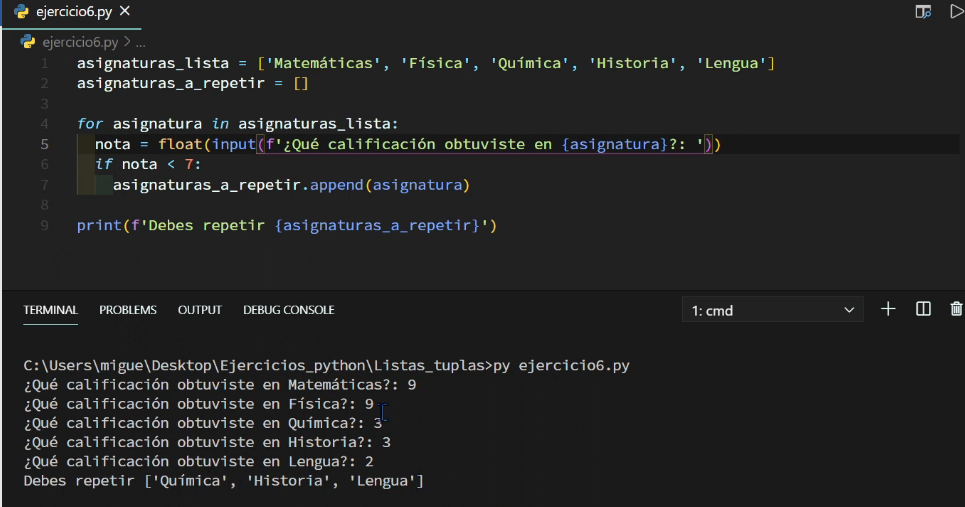 ejercicio6.py ×
ejercicio6.py > ...
1 asignaturas_lista = ['Matemáticas', 'Física', 'Química', 'Historia', 'Lengua']
2 asignaturas_a_repetir = []
3
4 for asignatura in asignaturas_lista:
5 nota = float(input(f'¿Qué calificación obtuviste en {asignatura}?: '))
6 if nota < 7:
7 asignaturas_a_repetir.append(asignatura)
8
9 print(f'Debes repetir {asignaturas_a_repetir}')
TERMINAL PROBLEMS OUTPUT DEBUG CONSOLE 1: cmd
C:\Users\migue\Desktop\Ejercicios_python\Listas_tuplas>py ejercicio6.py
¿Qué calificación obtuviste en Matemáticas?: 9
¿Qué calificación obtuviste en Física?: 9
¿Qué calificación obtuviste en Química?: 3
¿Qué calificación obtuviste en Historia?: 3
¿Qué calificación obtuviste en Lengua?: 2
Debes repetir ['Química', 'Historia', 'Lengua']